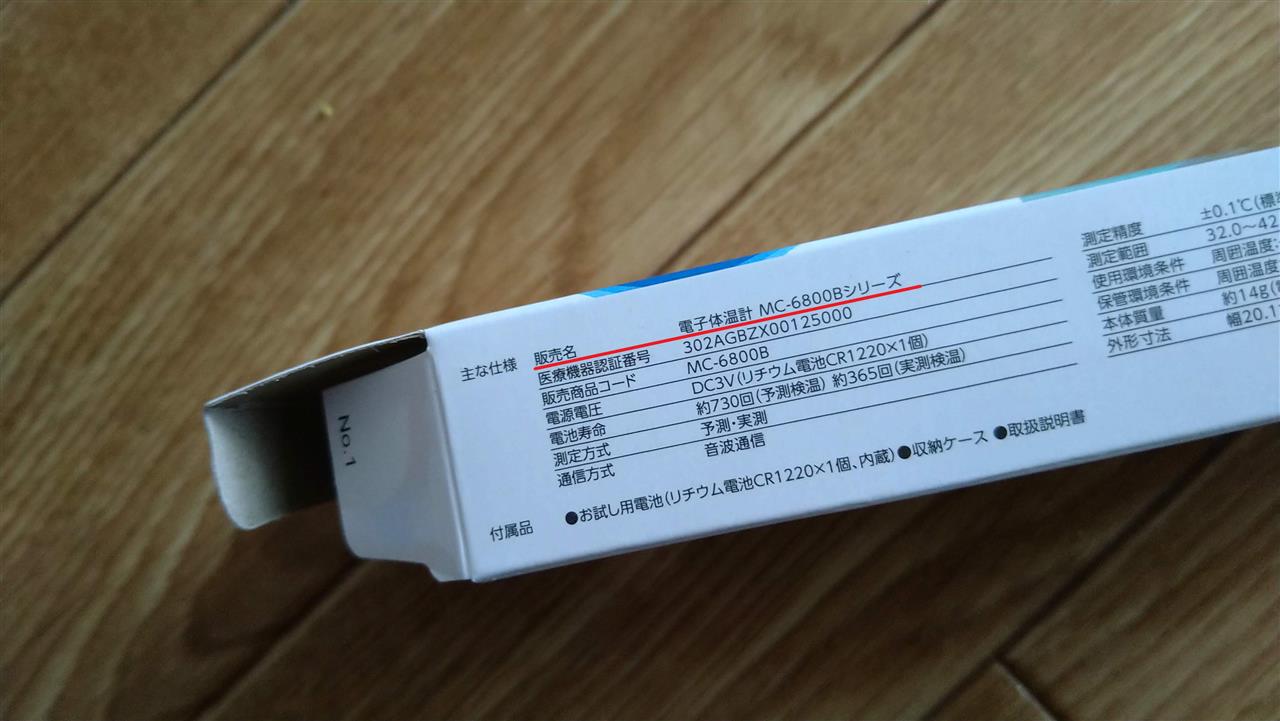 主な仕様
販売名 電子体温計 MC-6800Bシリーズ
医療機器認証番号 302AGBZX00125000
販売商品コード MC-6800B
電源電圧 DC3V(リチウム電池CR1220×1個)
電池寿命 約730回(予測検温) 約365回(実測検温)
測定方式 予測・実測
通信方式 音波通信
付属品 ●お試し用電池(リチウム電池CR1220×1個、内蔵)●収納ケース ●取扱説明書
測定精度 ±0.1℃(標
測定範囲 32.0～42
使用環境条件 周囲温度
保管環境条件 周囲温度
本体質量 約14g(
外形寸法 幅20.1
No.1